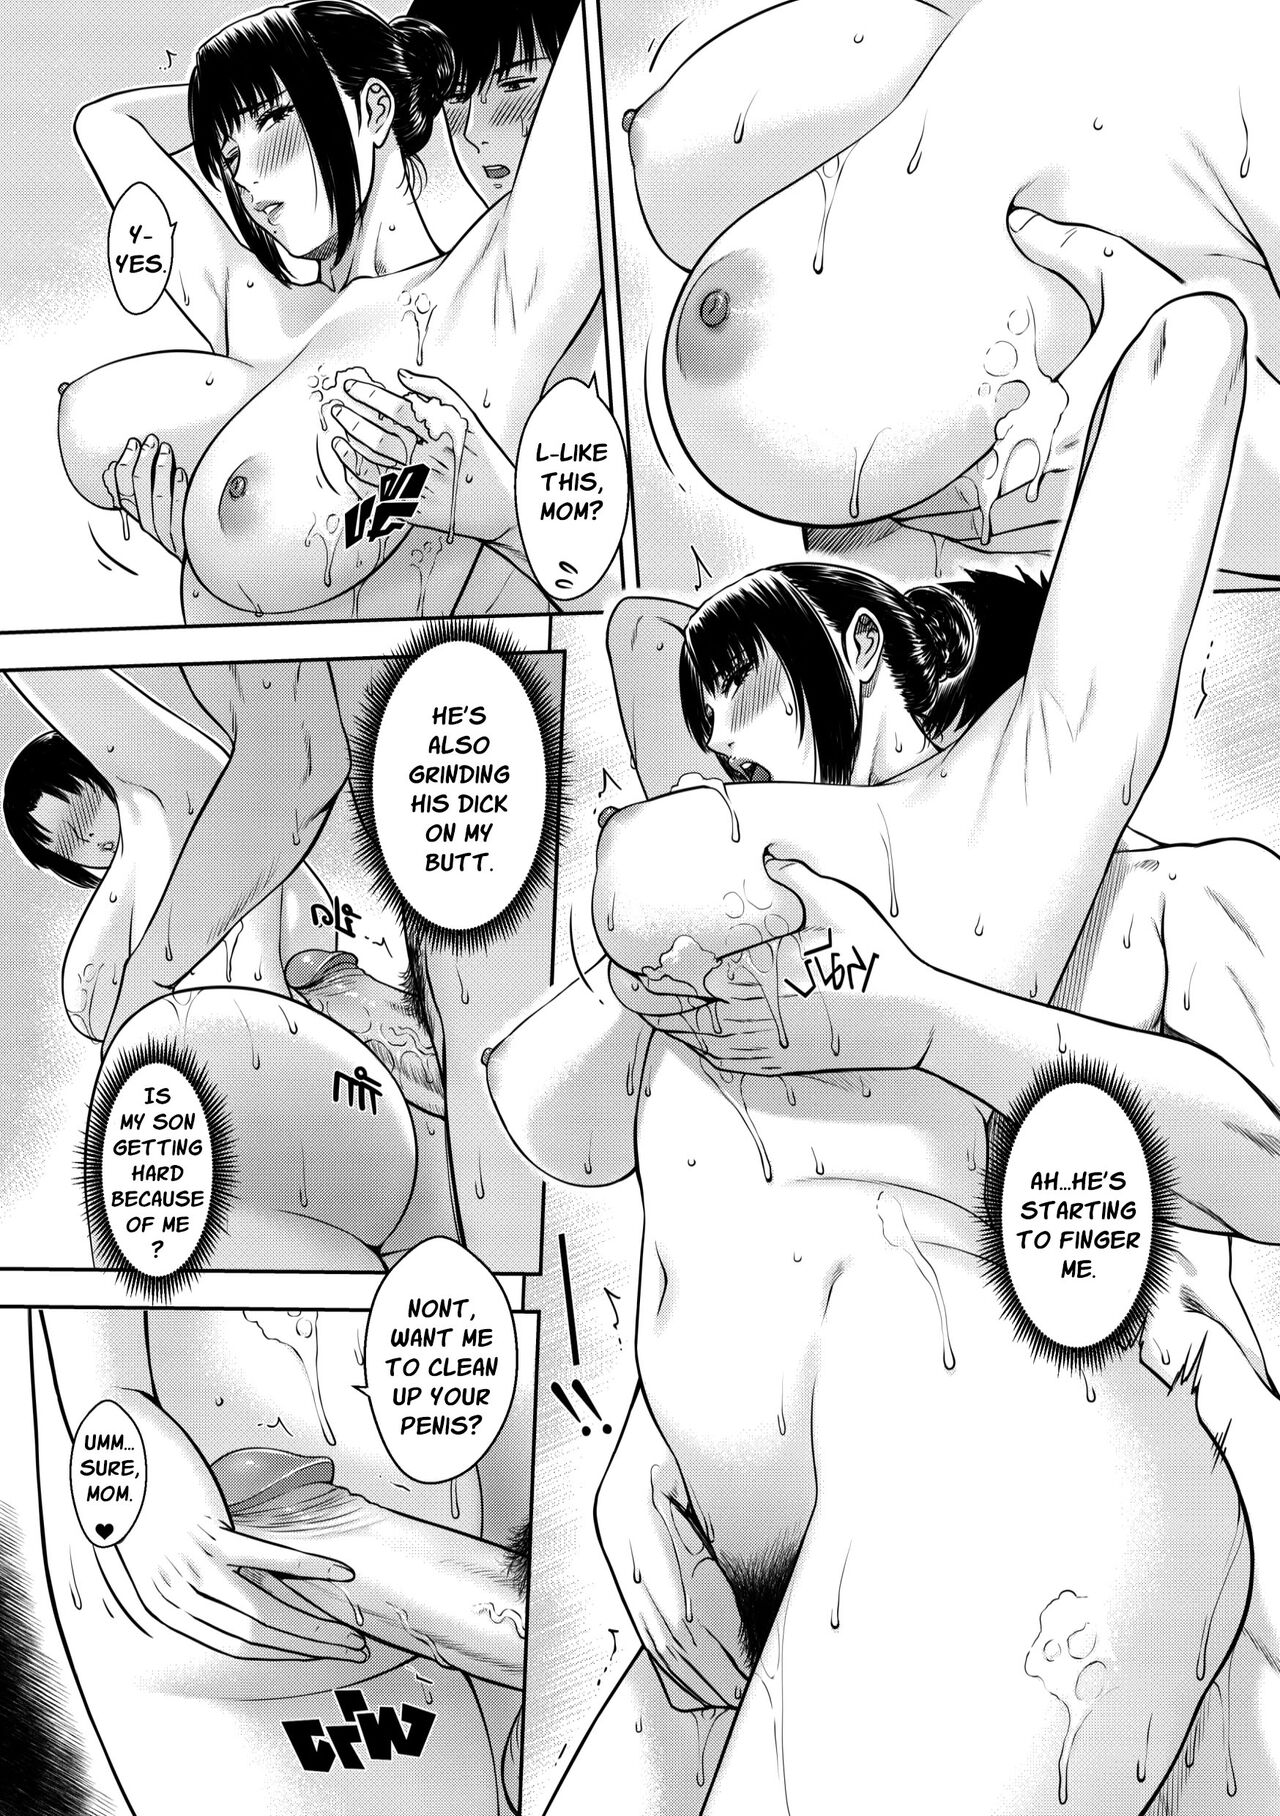 Y-
YES.
L-LIKE
THIS,
MOM?
HE'S
ALSO
GRINDING
HIS DICK
ON MY
BUTT.
IS
MY SON
GETTING
HARD
BECAUSE
OF ME
?
NONT,
WANT ME
TO CLEAN
UP YOUR
PENIS?
UMM...
SURE,
MOM.
♥
!!
AH...HE'S
STARTING
TO FINGER
ME.